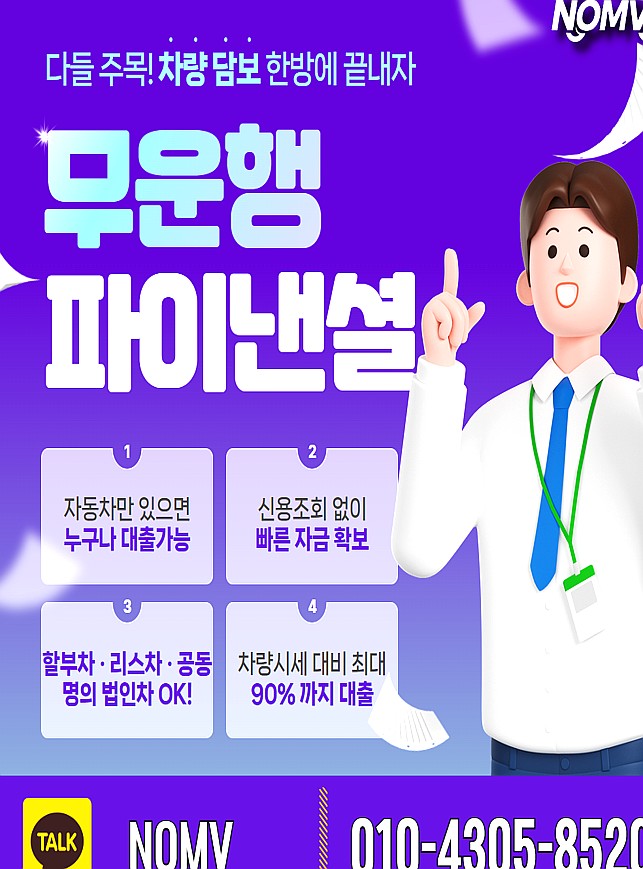 NOMV
다들 주목! 차량 담보 한방에 끝내자
무운행
파이낸셜
1
자동차만 있으면
누구나 대출가능
2
신용조회 없이
빠른 자금 확보
3
할부차 · 리스차 · 공동
명의 법인차 OK!
4
차량시세 대비 최대
90% 까지 대출
TALK
NOMV
010-4305-8520